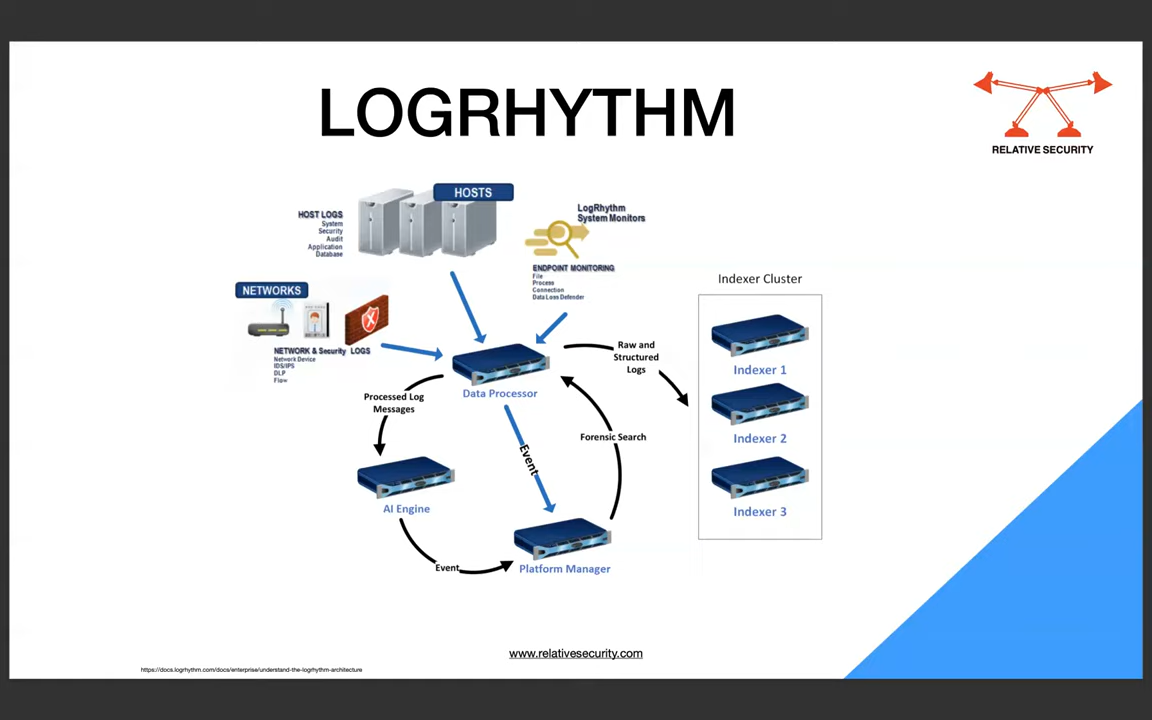 LOGRHYTHM
RELATIVE SECURITY
HOSTS
HOST LOGS
System
Security
Audit
Application
Database
LogRhythm
System Monitors
ENDPOINT MONITORING
File
Process
Connection
Data Loss Defender
NETWORKS
NETWORK & Security LOGS
Network Device
IDS/IPS
DLP
Flow
Indexer Cluster
Indexer 1
Indexer 2
Indexer 3
Raw and
Structured
Logs
Data Processor
Processed Log
Messages
Forensic Search
Event
AI Engine
Event
Platform Manager
www.relativesecurity.com
https://docs.logrhythm.com/docs/enterprise/understand-the-logrhythm-architecture